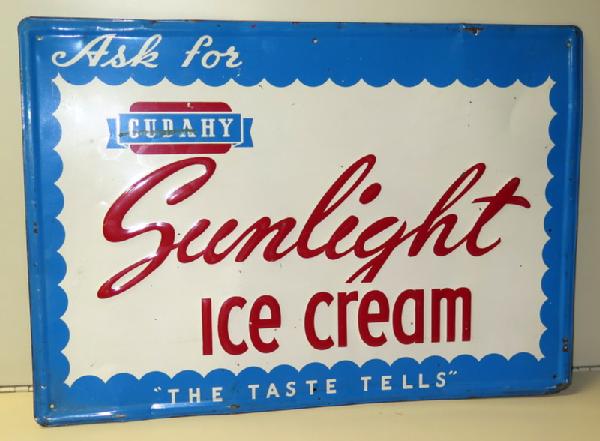 Ask for
CUDAHY
Sunlight
Ice cream
"THE TASTE TELLS"